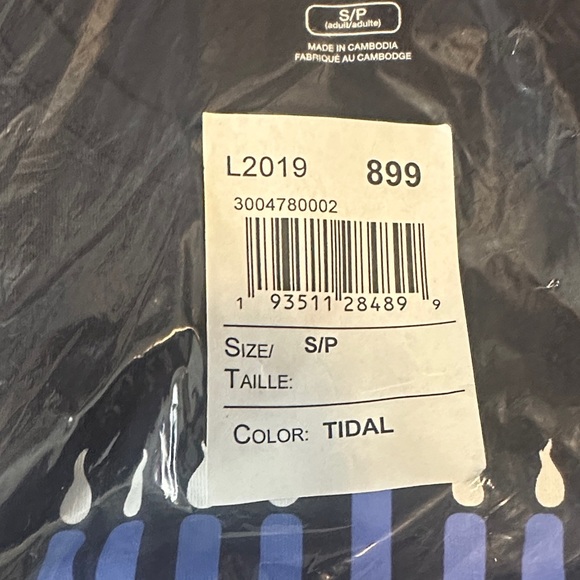 S/P
(adult/adulte)
MADE IN CAMBODIA
FABRIQUÉ AU CAMBODGE
L2019 899
3004780002
1 93511 28489 9
SIZE/ S/P
TAILLE:
COLOR: TIDAL